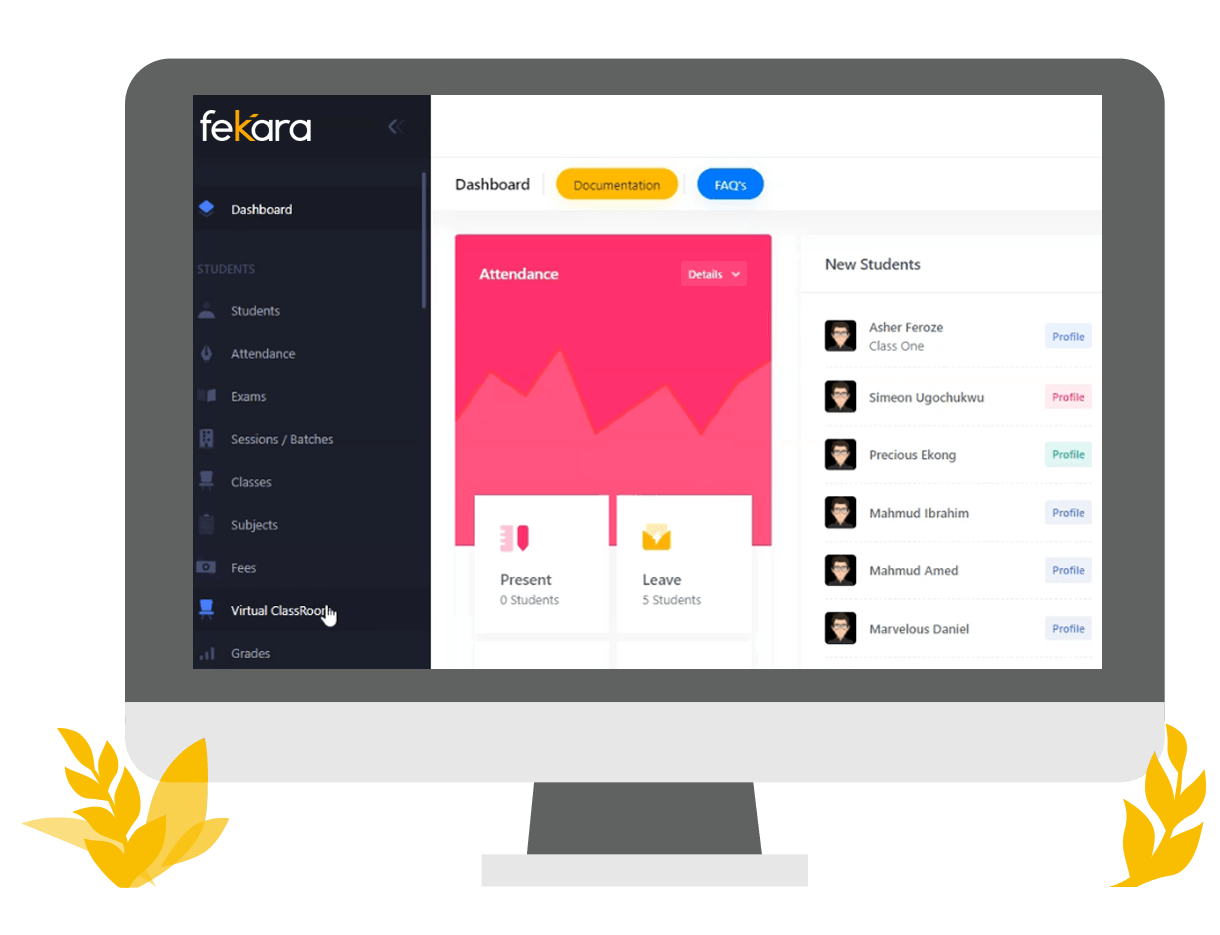 fekara
Dashboard
STUDENTS
Students
Attendance
Exams
Sessions / Batches
Classes
Subjects
Fees
Virtual ClassRoom
Grades
Dashboard
Documentation
FAQ's
Attendance
Details
Present
0 Students
Leave
5 Students
New Students
Asher Feroze
Class One
Profile
Simeon Ugochukwu
Profile
Precious Ekong
Profile
Mahmud Ibrahim
Profile
Mahmud Amed
Profile
Marvelous Daniel
Profile